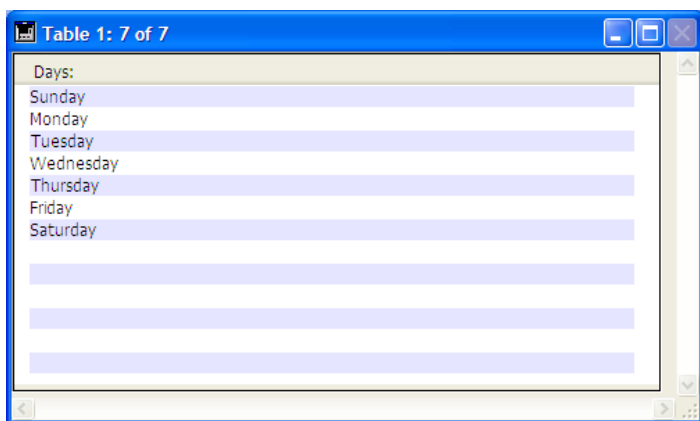 Table 1: 7 of 7
Days:
Sunday
Monday
Tuesday
Wednesday
Thursday
Friday
Saturday